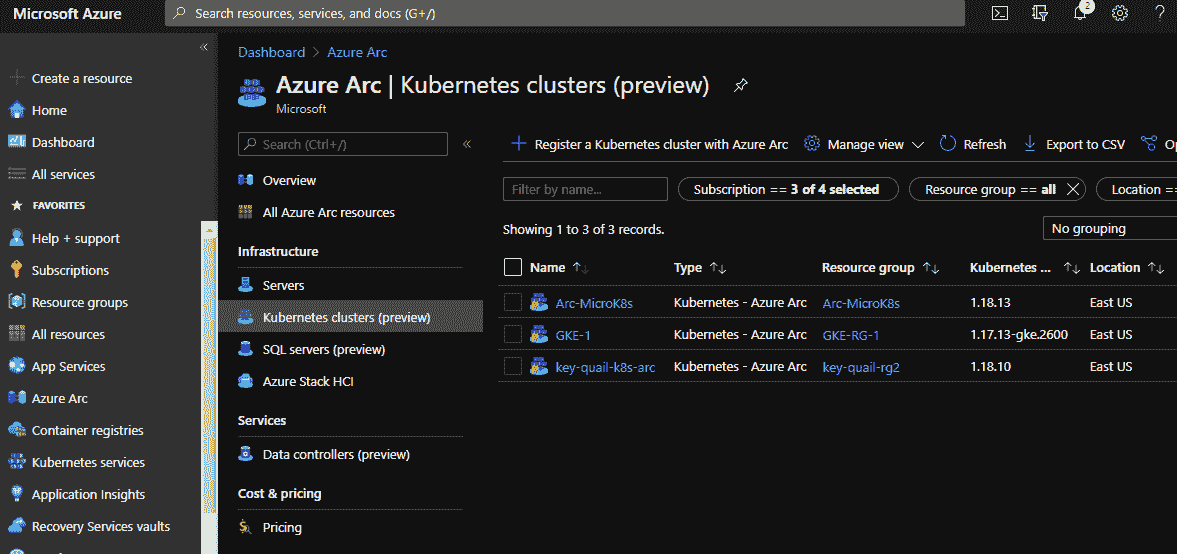 Microsoft Azure
Search resources, services, and docs (G+/)
2
Create a resource
Home
Dashboard
All services
FAVORITES
Help + support
Subscriptions
Resource groups
All resources
App Services
Azure Arc
Container registries
Kubernetes services
Application Insights
Recovery Services vaults
Dashboard > Azure Arc
Azure Arc | Kubernetes clusters (preview)
Microsoft
Search (Ctrl+/)
Overview
All Azure Arc resources
Infrastructure
Servers
Kubernetes clusters (preview)
SQL servers (preview)
Azure Stack HCI
Services
Data controllers (preview)
Cost & pricing
Pricing
Register a Kubernetes cluster with Azure Arc Manage view Refresh Export to CSV
Filter by name... Subscription == 3 of 4 selected Resource group == all Location ==
Showing 1 to 3 of 3 records.
No grouping
Name Type Resource group Kubernetes ... Location
Arc-MicroK8s Kubernetes - Azure Arc Arc-MicroK8s 1.18.13 East US
GKE-1 Kubernetes - Azure Arc GKE-RG-1 1.17.13-gke.2600 East US
key-quail-k8s-arc Kubernetes - Azure Arc key-quail-rg2 1.18.10 East US